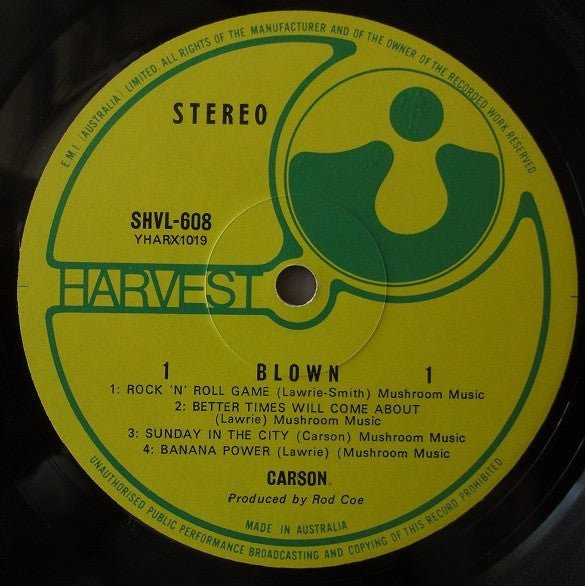 E.M.I. (AUSTRALIA) LIMITED. ALL RIGHTS OF THE MANUFACTURER AND OF THE OWNER OF THE RECORDED WORK RESERVED
STEREO
SHVL-608
YHARX1019
HARVEST
1 BLOWN 1
1: ROCK 'N' ROLL GAME (Lawrie-Smith) Mushroom Music
2: BETTER TIMES WILL COME ABOUT
(Lawrie) Mushroom Music
3: SUNDAY IN THE CITY (Carson) Mushroom Music
4: BANANA POWER (Lawrie) (Mushroom Music
CARSON
Produced by Rod Coe
MADE IN AUSTRALIA
UNAUTHORISED PUBLIC PERFORMANCE BROADCASTING AND COPYING OF THIS RECORD PROHIBITED